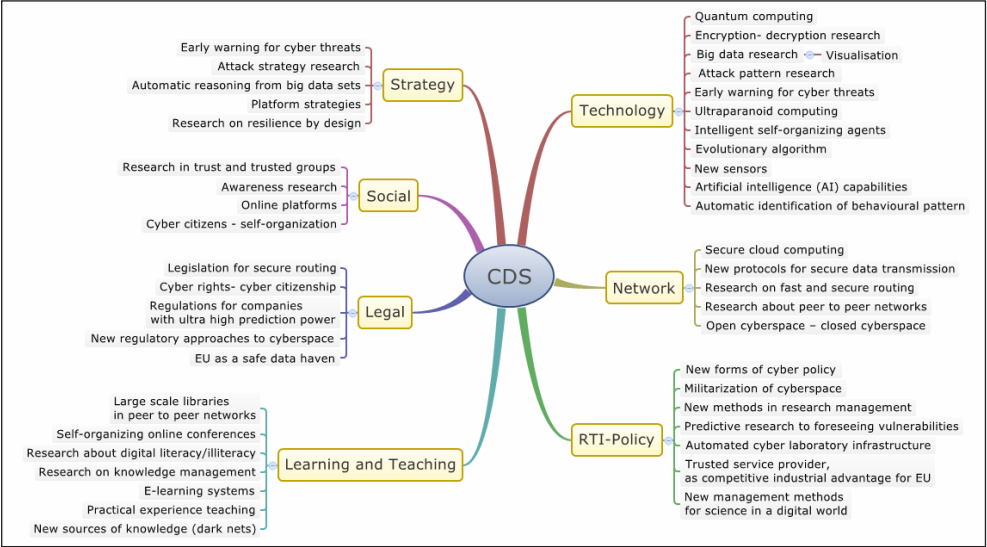 CDS
Strategy
Early warning for cyber threats
Attack strategy research
Automatic reasoning from big data sets
Platform strategies
Research on resilience by design
Social
Research in trust and trusted groups
Awareness research
Online platforms
Cyber citizens - self-organization
Legal
Legislation for secure routing
Cyber rights- cyber citizenship
Regulations for companies
with ultra high prediction power
New regulatory approaches to cyberspace
EU as a safe data haven
Learning and Teaching
Large scale libraries
in peer to peer networks
Self-organizing online conferences
Research about digital literacy/illiteracy
Research on knowledge management
E-learning systems
Practical experience teaching
New sources of knowledge (dark nets)
Technology
Quantum computing
Encryption- decryption research
Big data research
Visualisation
Attack pattern research
Early warning for cyber threats
Ultraparanoid computing
Intelligent self-organizing agents
Evolutionary algorithm
New sensors
Artificial intelligence (AI) capabilities
Automatic identification of behavioural pattern
Network
Secure cloud computing
New protocols for secure data transmission
Research on fast and secure routing
Research about peer to peer networks
Open cyberspace – closed cyberspace
RTI-Policy
New forms of cyber policy
Militarization of cyberspace
New methods in research management
Predictive research to foreseeing vulnerabilities
Automated cyber laboratory infrastructure
Trusted service provider,
as competitive industrial advantage for EU
New management methods
for science in a digital world